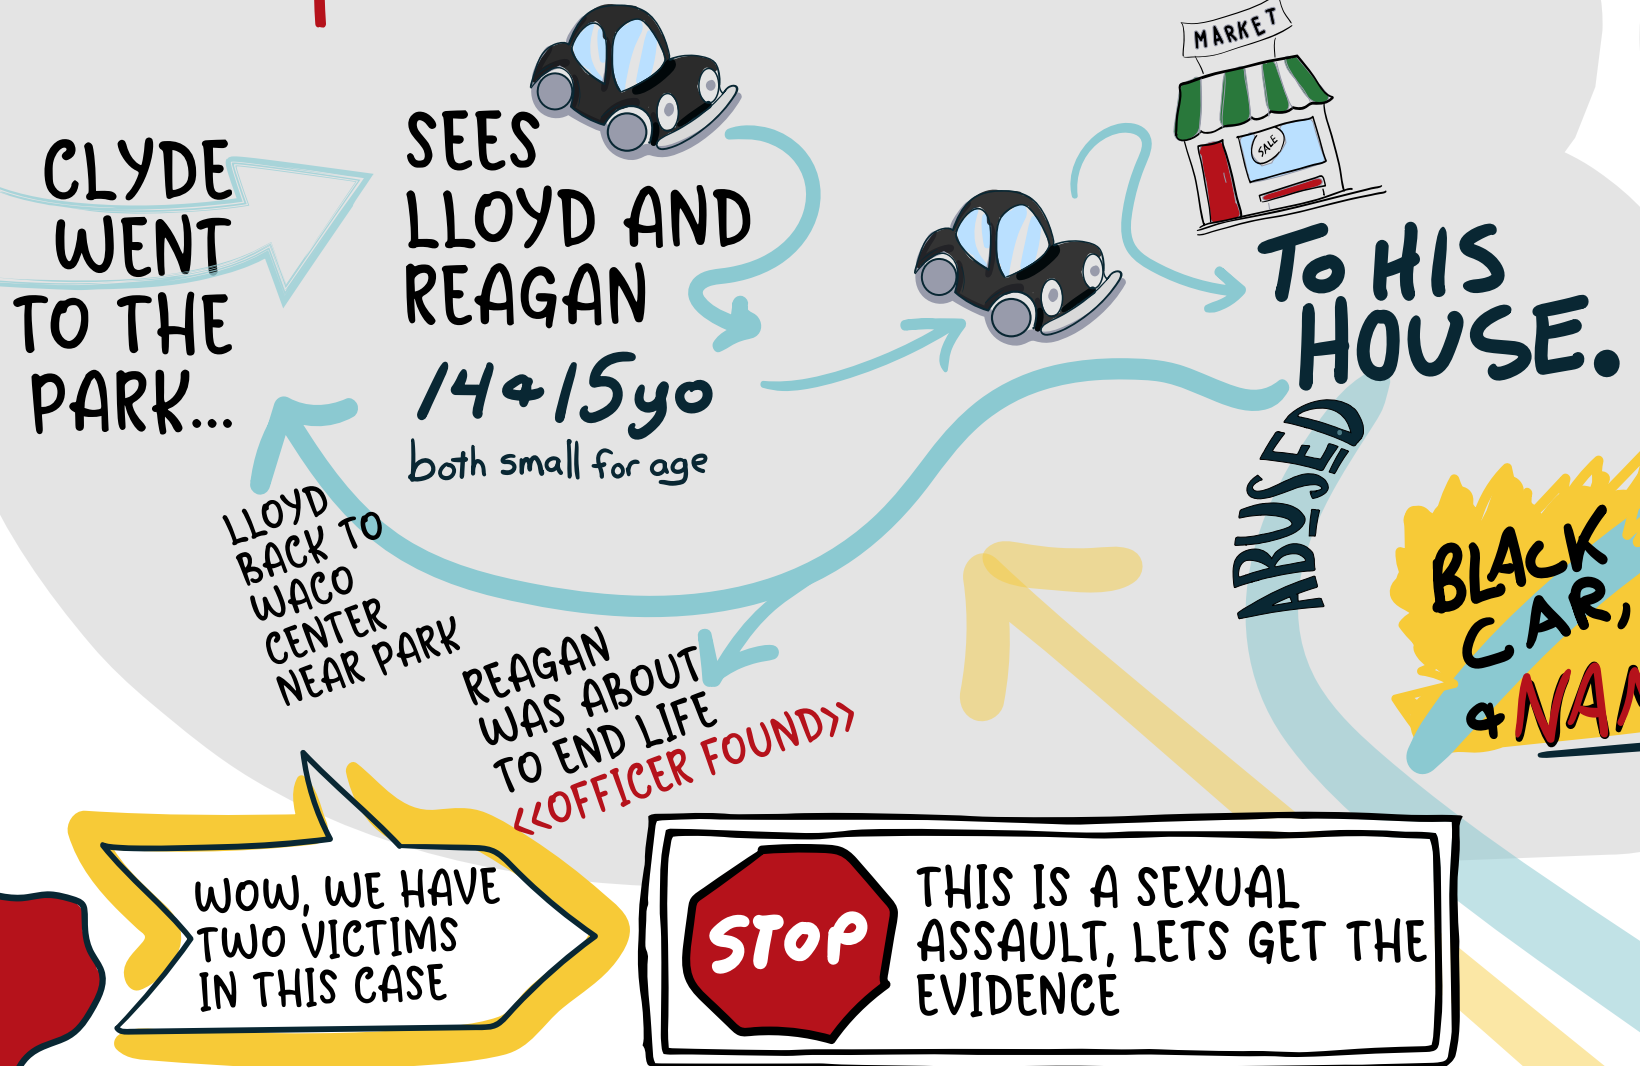 MARKET
SALE
CLYDE
WENT
TO THE
PARK...
SEES
LLOYD AND
REAGAN
14 & 15 yo
both small for age
To HIS
HOUSE.
ABUSED
BLACK
CAR,
&
LLOYD
BACK TO
WACO
CENTER
NEAR PARK
REAGAN
WAS ABOUT
TO END LIFE
<<OFFICER FOUND>>
WOW, WE HAVE
TWO VICTIMS
IN THIS CASE
STOP
THIS IS A SEXUAL
ASSAULT, LETS GET THE
EVIDENCE